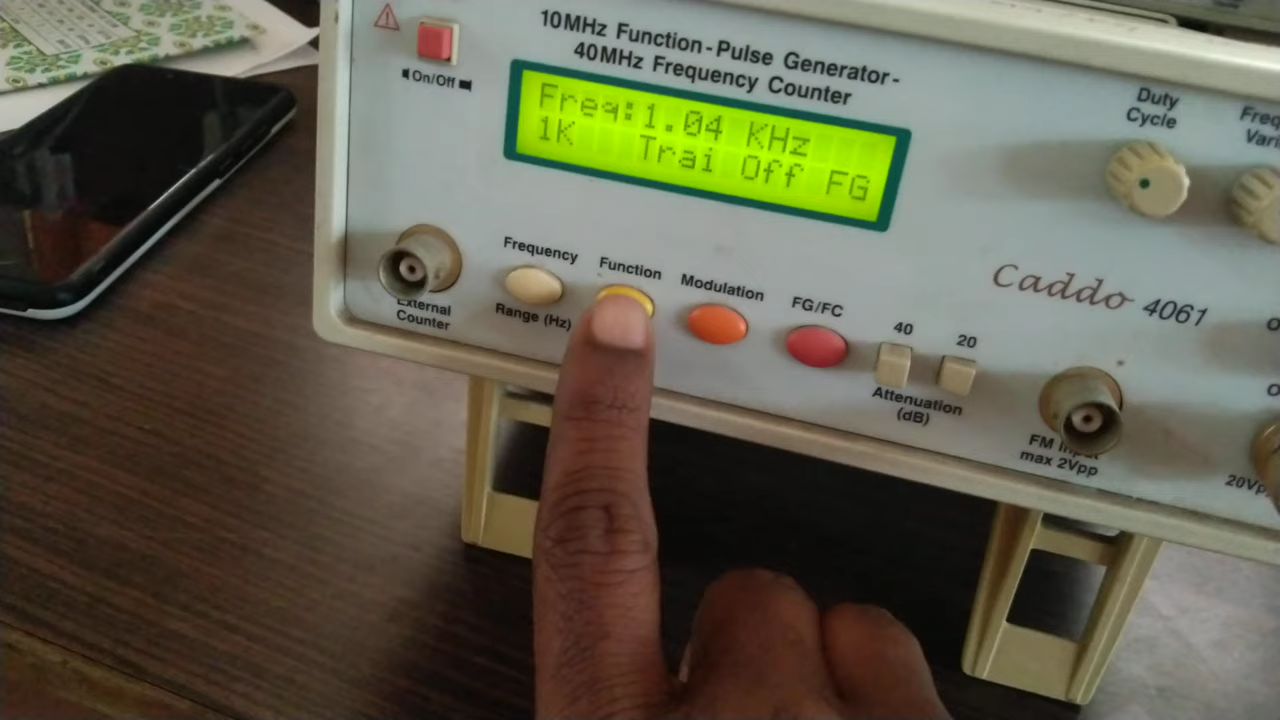 10MHz Function-Pulse Generator-
40MHz Frequency Counter
On/Off
Freq:1.04 KHz
1K Trai Off FG
Duty
Cycle
Frequency
Function
Modulation
FG/FC
40
20
Range (Hz)
External
Counter
Attenuation
(dB)
Caddo 4061
FM Input
max 2Vpp